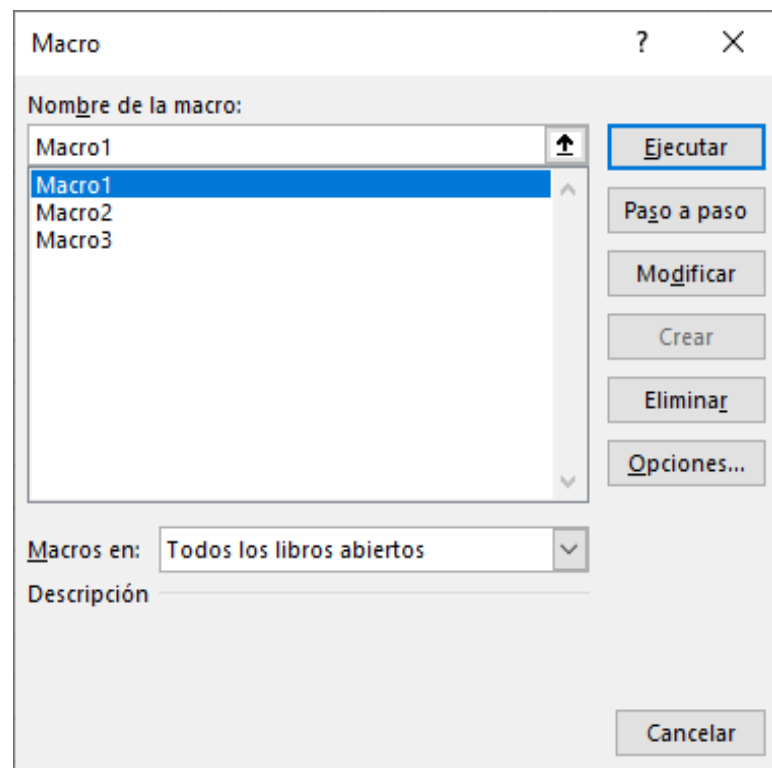 Macro
Nombre de la macro:
Macro1
Ejecutar
Macro1
Macro2
Macro3
Paso a paso
Modificar
Crear
Eliminar
Opciones...
Macros en:
Todos los libros abiertos
Descripción
Cancelar